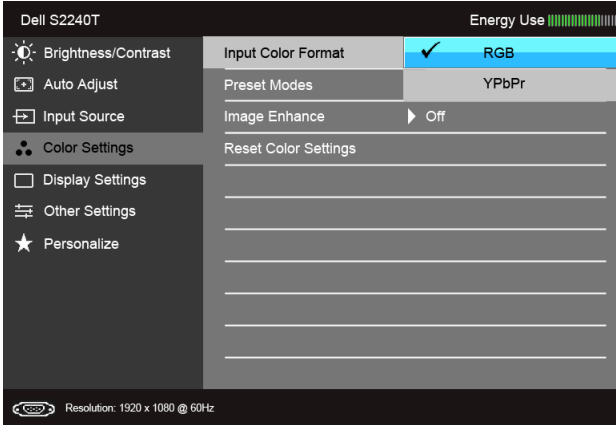 Dell S2240T Energy Use
Brightness/Contrast Input Color Format RGB
Auto Adjust Preset Modes YPbPr
Input Source Image Enhance Off
Color Settings Reset Color Settings
Display Settings
Other Settings
Personalize
Resolution: 1920 x 1080 @ 60Hz